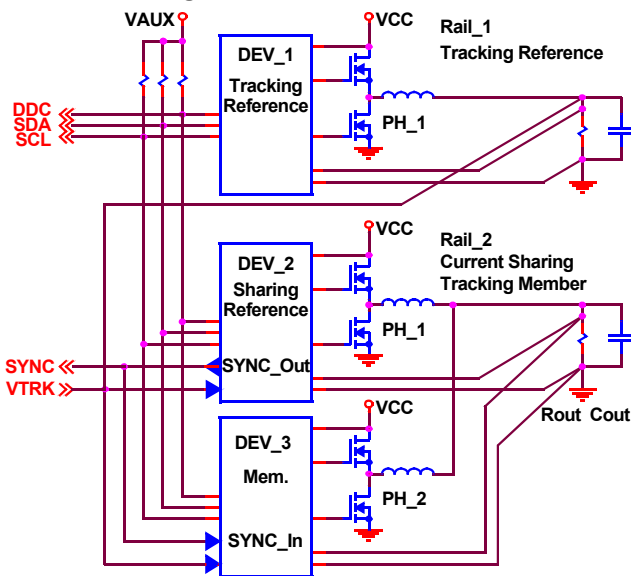 VAUX
DEV_1
Tracking
Reference
VCC
Rail_1
Tracking Reference
DDC
SDA
SCL
PH_1
VCC
Rail_2
Current Sharing
Tracking Member
DEV_2
Sharing
Reference
PH_1
SYNC
SYNC_Out
VTRK
VCC
Rout Cout
DEV_3
Mem.
PH_2
SYNC_In